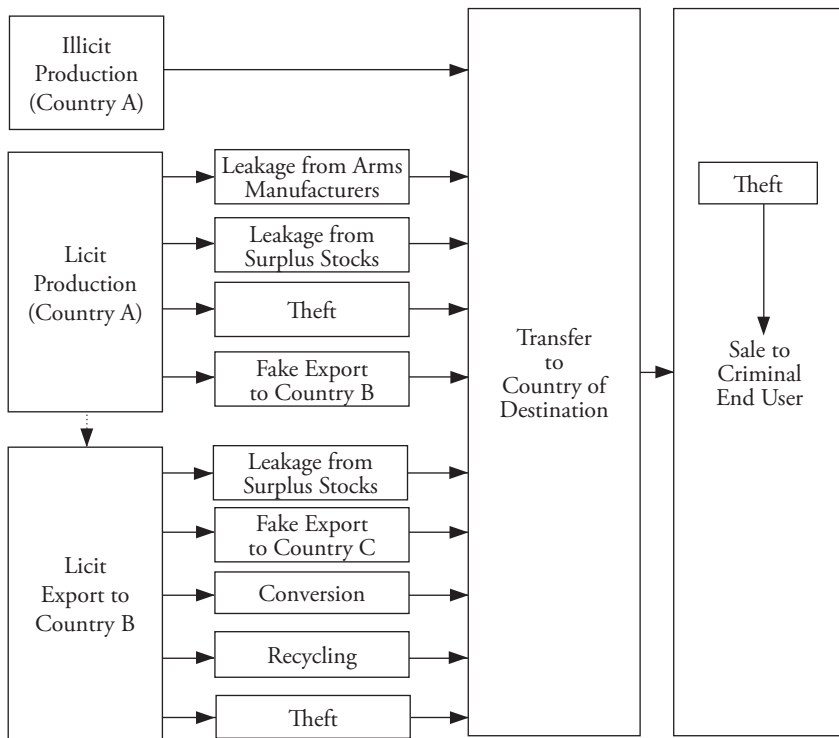 Illicit
Production
(Country A)
Licit
Production
(Country A)
Leakage from Arms
Manufacturers
Leakage from
Surplus Stocks
Theft
Fake Export
to Country B
Licit
Export to
Country B
Leakage from
Surplus Stocks
Fake Export
to Country C
Conversion
Recycling
Theft
Transfer
to
Country of
Destination
Theft
Sale to
Criminal
End User